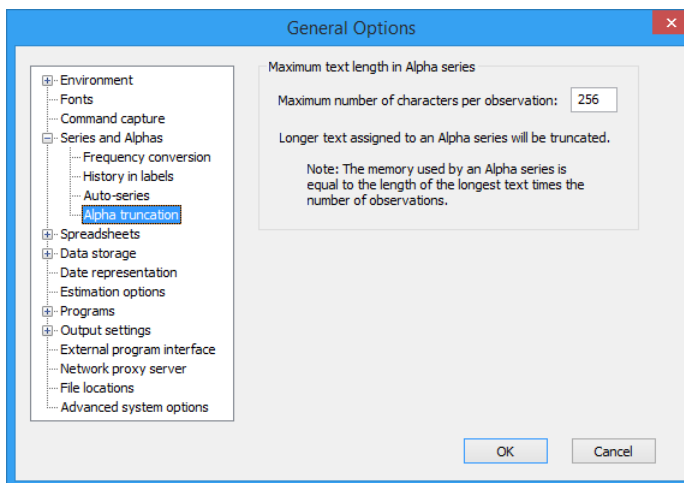 General Options
Environment
Fonts
Command capture
Series and Alphas
Frequency conversion
History in labels
Auto-series
Alpha truncation
Spreadsheets
Data storage
Date representation
Estimation options
Programs
Output settings
External program interface
Network proxy server
File locations
Advanced system options
Maximum text length in Alpha series
Maximum number of characters per observation: 256
Longer text assigned to an Alpha series will be truncated.
Note: The memory used by an Alpha series is
equal to the length of the longest text times the
number of observations.
OK Cancel